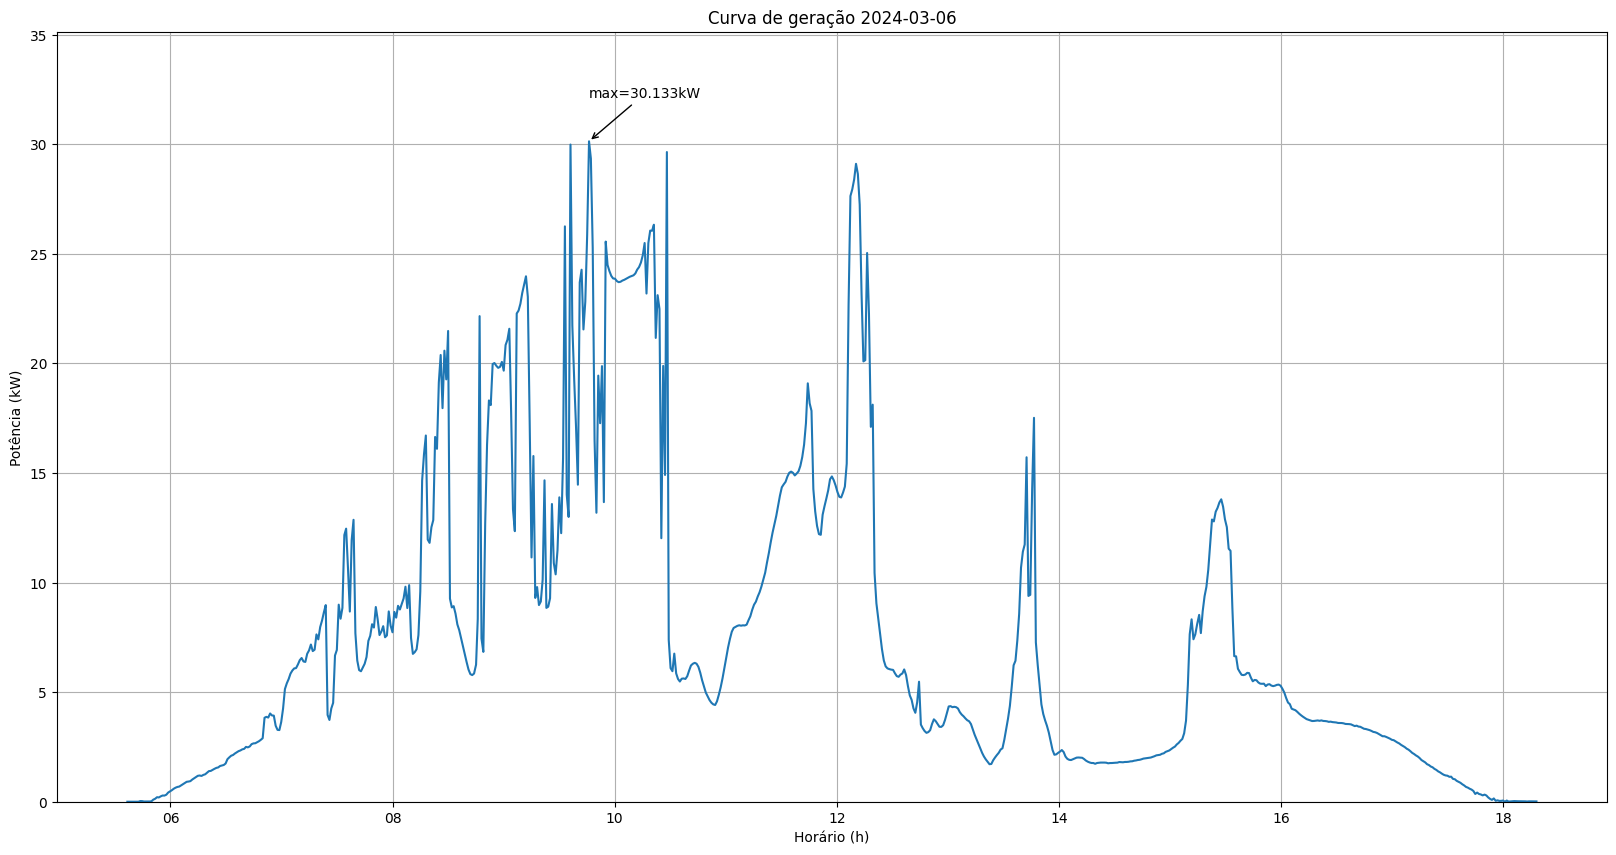 Curva de geração 2024-03-06
35
max=30.133kW
30
25
20
15
10
5
0
Potência (kW)
06 08 10 12 14 16 18
Horário (h)